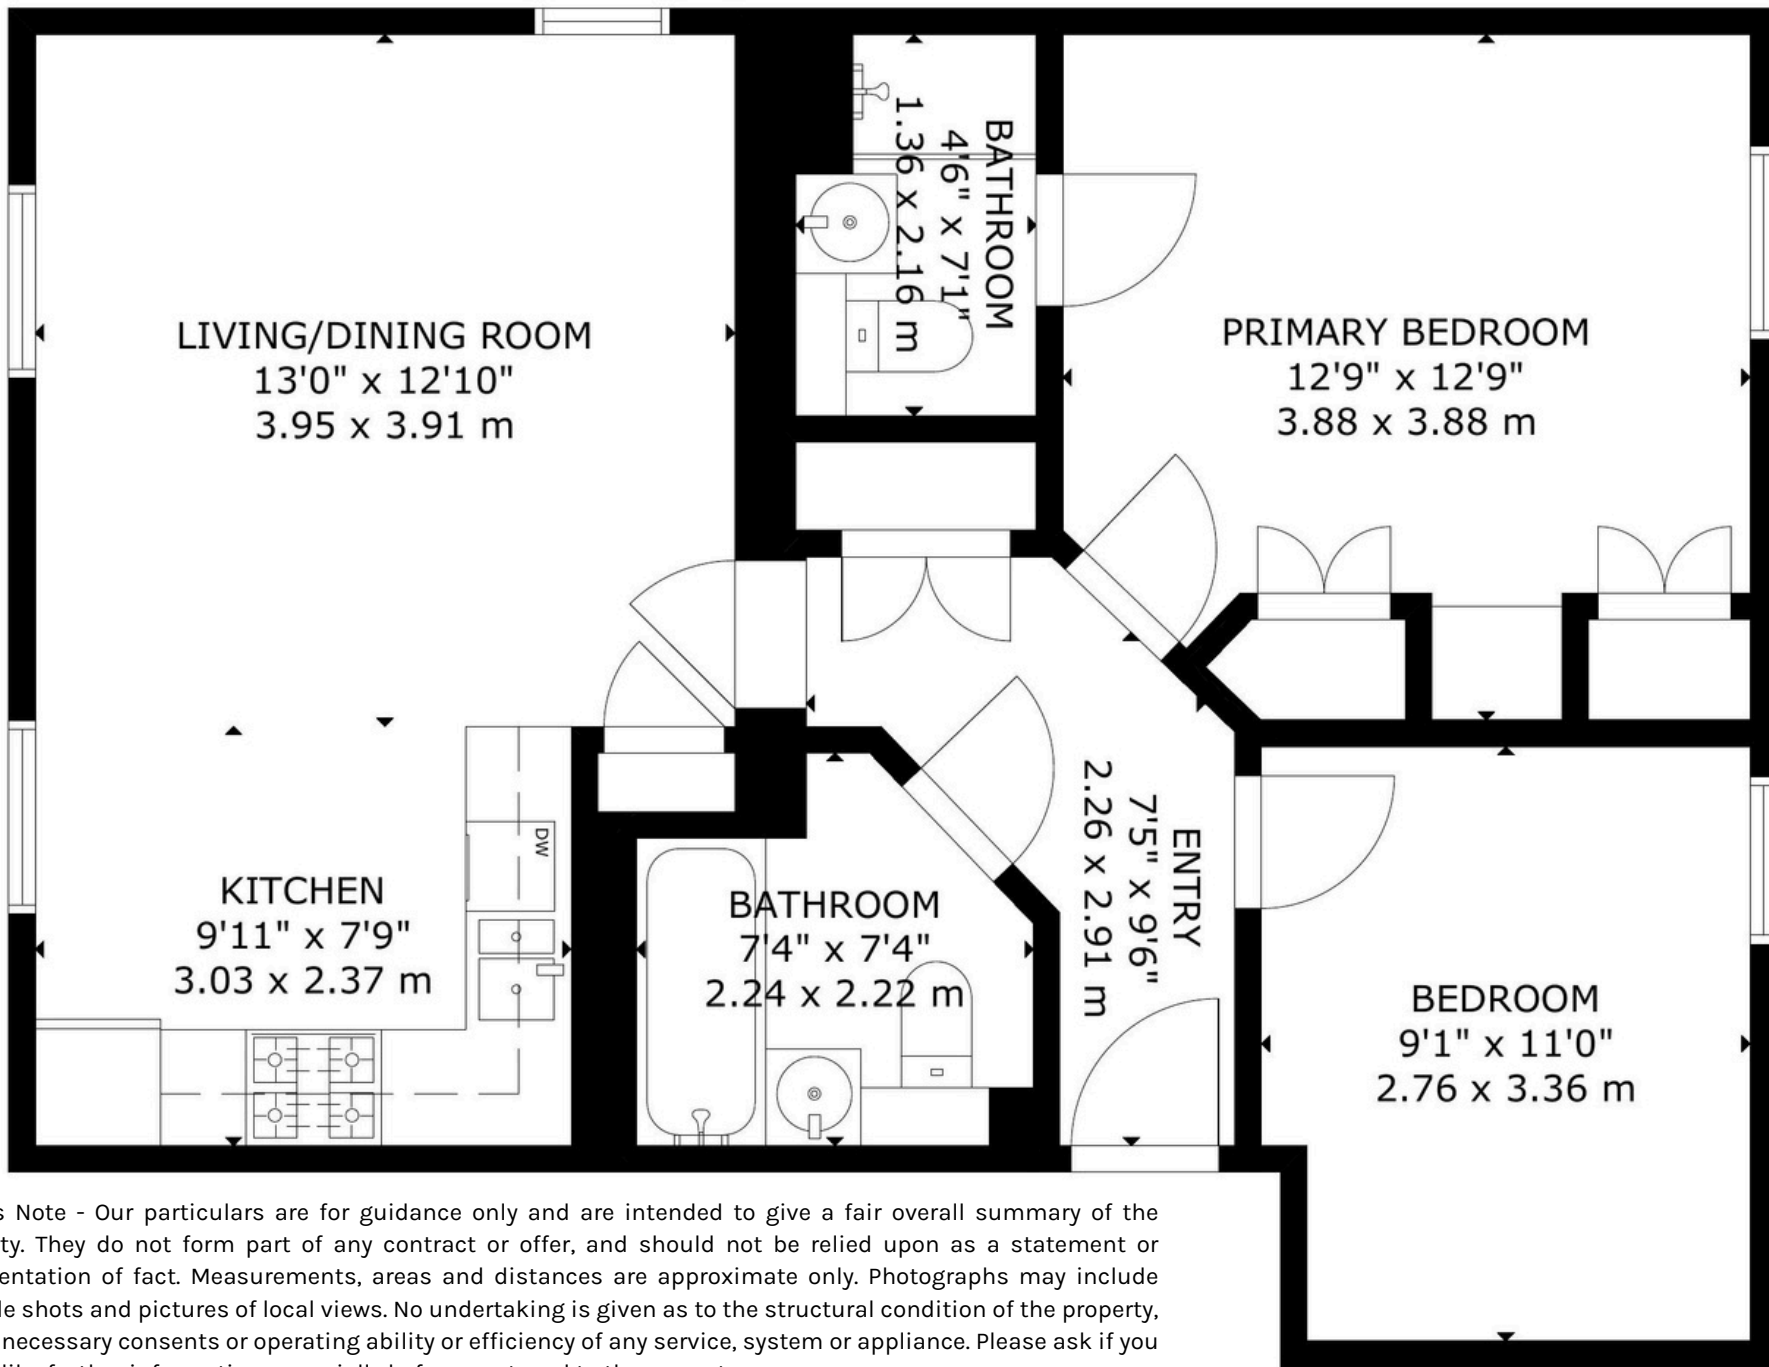 LIVING/DINING ROOM
13'0" x 12'10"
3.95 x 3.91 m
BATHROOM
4'6" x 7'1"
1.36 x 2.16 m
PRIMARY BEDROOM
12'9" x 12'9"
3.88 x 3.88 m
KITCHEN
9'11" x 7'9"
3.03 x 2.37 m
DW
BATHROOM
7'4" x 7'4"
2.24 x 2.22 m
ENTRY
7'5" x 9'6"
2.26 x 2.91 m
BEDROOM
9'1" x 11'0"
2.76 x 3.36 m
Note - Our particulars are for guidance only and are intended to give a fair overall summary of the
They do not form part of any contract or offer, and should not be relied upon as a statement or
of fact. Measurements, areas and distances are approximate only. Photographs may include
shots and pictures of local views. No undertaking is given as to the structural condition of the property,
necessary consents or operating ability or efficiency of any service, system or appliance. Please ask if you